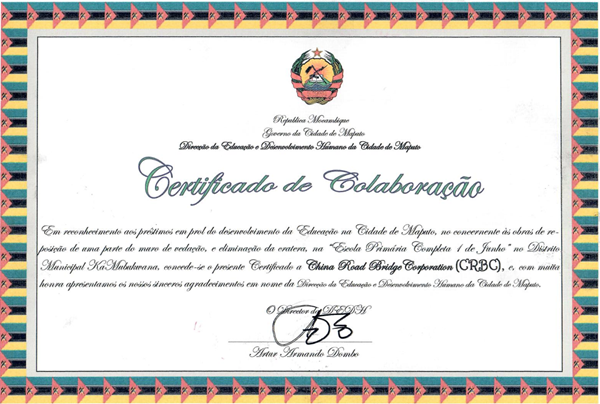 Republica Mocambique
Governo da Cidade de Maputo
Direcção da Educação e Desenvolvimento Humano da Cidade de Maputo
Certificado de Colaboração
Em reconhecimento aos préstimos em prol do desenvolvimento da Educação na Cidade de Maputo, no concernente às obras de re-
posição de uma parte do muro de vedação, e eliminação da cratera, na "Escola Primária Completa 1 de Junho" no Distrito
Municipal KaMubukwana, concede-se o presente Certificado a China Road Bridge Corporation (CRBC), e, com muita
honra apresentamos os nossos sinceros agradecimentos em nome da Direcção da Educação e Desenvolvimento Humano da Cidade de Maputo.
O Director da DEDH
Artur Armando Dombo